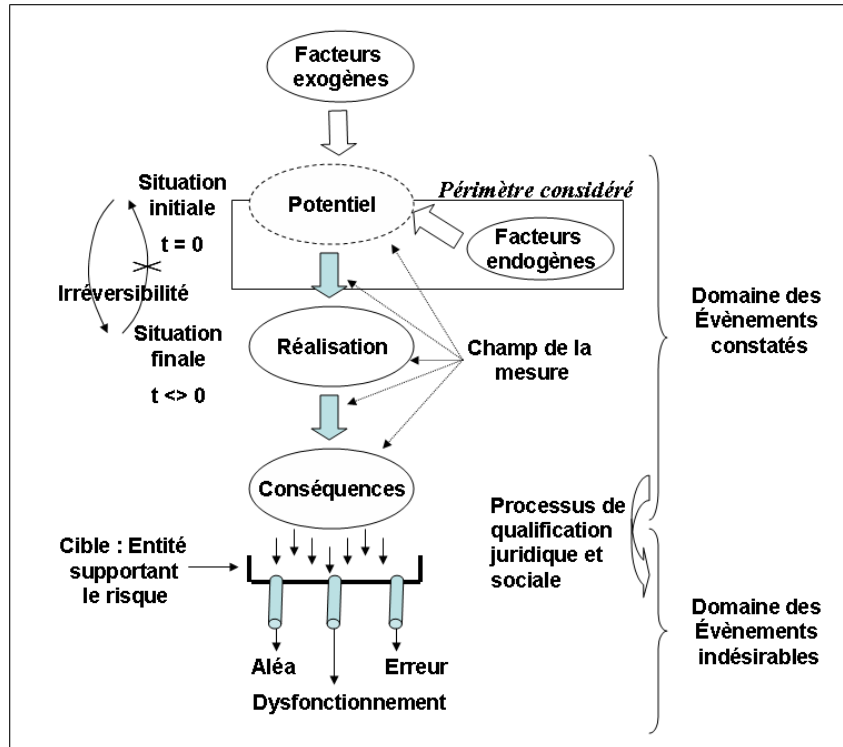 Facteurs
exogènes
Situation
initiale
t = 0
Potentiel
Périmètre considéré
Facteurs
endogènes
Irréversibilité
Situation
finale
t <> 0
Réalisation
Champ de la
mesure
Domaine des
Évènements
constatés
Conséquences
Processus de
qualification
juridique et
sociale
Cible : Entité
supportant
le risque
Aléa
Erreur
Dysfonctionnement
Domaine des
Évènements
indésirables